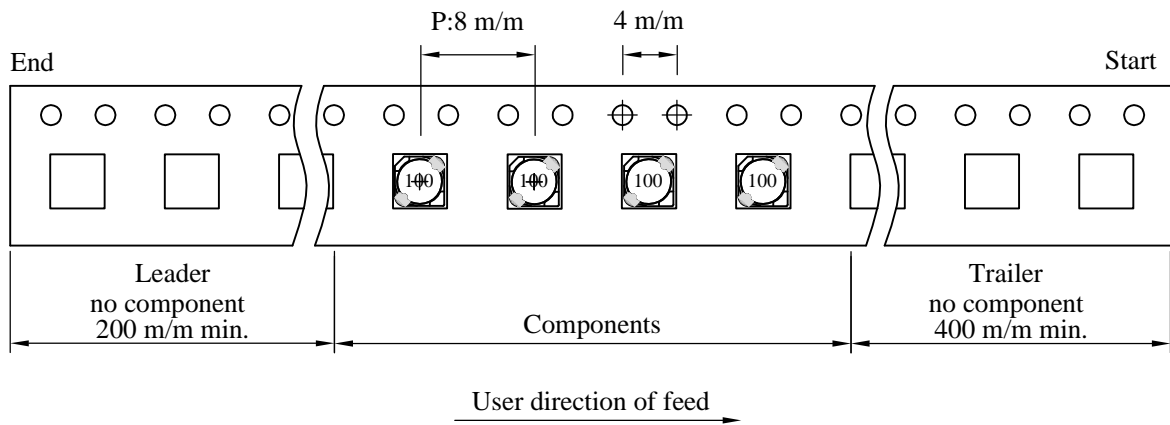 P:8 m/m
4 m/m
End
Start
100
100
100
100
Leader
no component
200 m/m min.
Components
Trailer
no component
400 m/m min.
User direction of feed